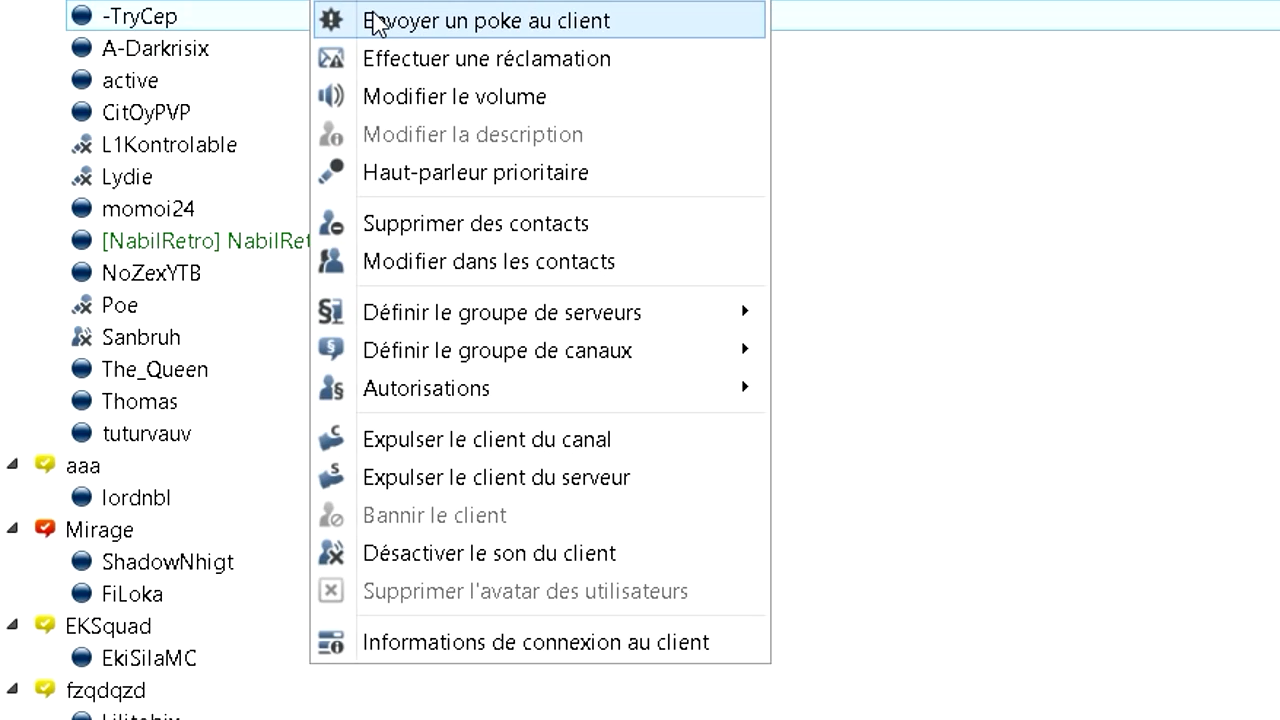 -TryCep
A-Darkrisix
active
CitOyPVP
L1Kontrolable
Lydie
momoi24
[NabilRetro]
NoZexYTB
Poe
Sanbruh
The_Queen
Thomas
tuturvauv
aaa
lordnbl
Mirage
ShadowNhigt
FiLoka
EKSquad
EkiSilaMC
fzqdqzd
Envoyer un poke au client
Effectuer une réclamation
Modifier le volume
Modifier la description
Haut-parleur prioritaire
Supprimer des contacts
Modifier dans les contacts
Définir le groupe de serveurs
Définir le groupe de canaux
Autorisations
Expulser le client du canal
Expulser le client du serveur
Bannir le client
Désactiver le son du client
Supprimer l'avatar des utilisateurs
Informations de connexion au client